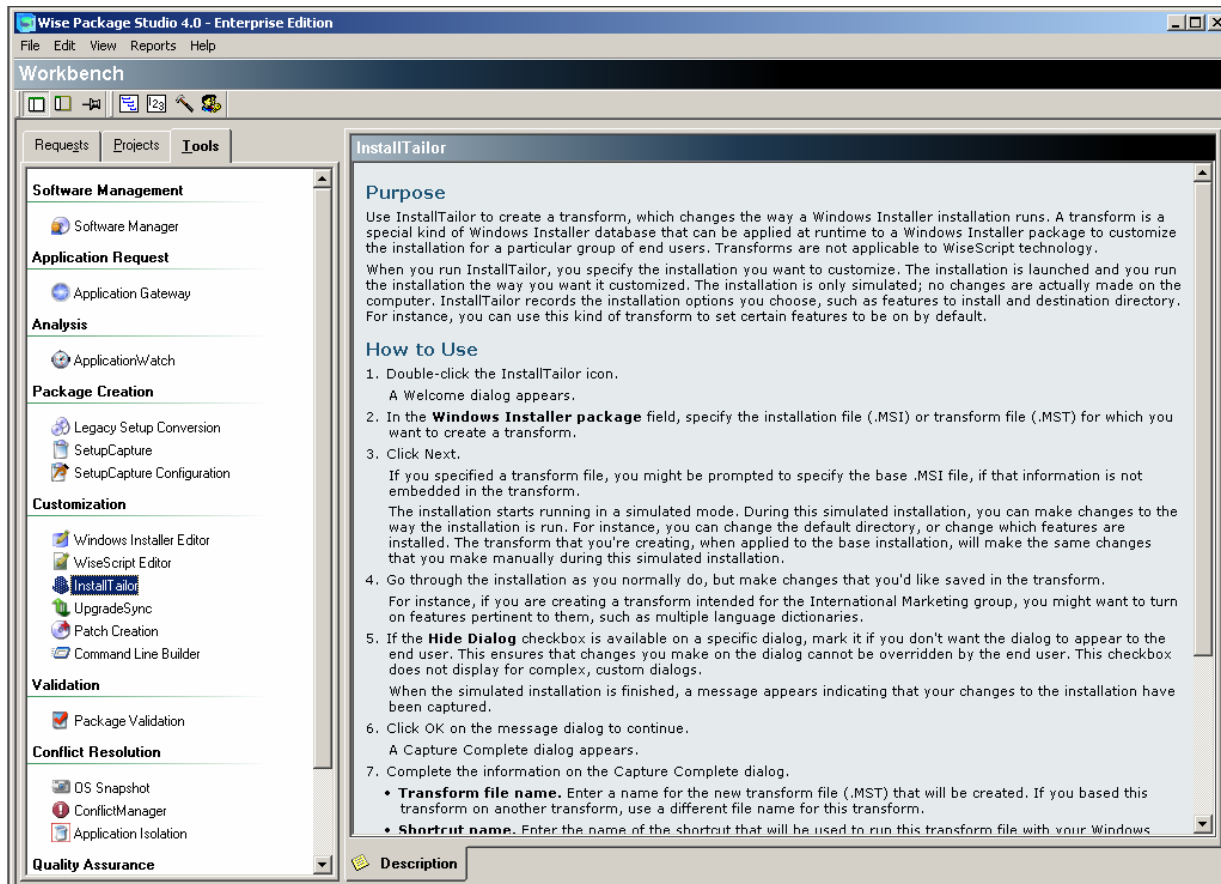 Wise Package Studio 4.0 - Enterprise Edition
File Edit View Reports Help
Workbench
123
Requests Projects Tools
Software Management
Software Manager
Application Request
Application Gateway
Analysis
ApplicationWatch
Package Creation
Legacy Setup Conversion
SetupCapture
SetupCapture Configuration
Customization
Windows Installer Editor
WiseScript Editor
InstallTailor
UpgradeSync
Patch Creation
Command Line Builder
Validation
Package Validation
Conflict Resolution
OS Snapshot
ConflictManager
Application Isolation
Quality Assurance
InstallTailor
Purpose
Use InstallTailor to create a transform, which changes the way a Windows Installer installation runs. A transform is a
special kind of Windows Installer database that can be applied at runtime to a Windows Installer package to customize
the installation for a particular group of end users. Transforms are not applicable to WiseScript technology.
When you run InstallTailor, you specify the installation you want to customize. The installation is launched and you run
the installation the way you want it customized. The installation is only simulated; no changes are actually made on the
computer. InstallTailor records the installation options you choose, such as features to install and destination directory.
For instance, you can use this kind of transform to set certain features to be on by default.
How to Use
1. Double-click the InstallTailor icon.
A Welcome dialog appears.
2. In the Windows Installer package field, specify the installation file (.MSI) or transform file (.MST) for which you
want to create a transform.
3. Click Next.
If you specified a transform file, you might be prompted to specify the base .MSI file, if that information is not
embedded in the transform.
The installation starts running in a simulated mode. During this simulated installation, you can make changes to the
way the installation is run. For instance, you can change the default directory, or change which features are
installed. The transform that you're creating, when applied to the base installation, will make the same changes
that you make manually during this simulated installation.
4. Go through the installation as you normally do, but make changes that you'd like saved in the transform.
For instance, if you are creating a transform intended for the International Marketing group, you might want to turn
on features pertinent to them, such as multiple language dictionaries.
5. If the Hide Dialog checkbox is available on a specific dialog, mark it if you don't want the dialog to appear to the
end user. This ensures that changes you make on the dialog cannot be overridden by the end user. This checkbox
does not display for complex, custom dialogs.
When the simulated installation is finished, a message appears indicating that your changes to the installation have
been captured.
6. Click OK on the message dialog to continue.
A Capture Complete dialog appears.
7. Complete the information on the Capture Complete dialog.
• Transform file name. Enter a name for the new transform file (.MST) that will be created. If you based this
transform on another transform, use a different file name for this transform.
• Shortcut name. Enter the name of the shortcut that will be used to run this transform file with your Windows
Description